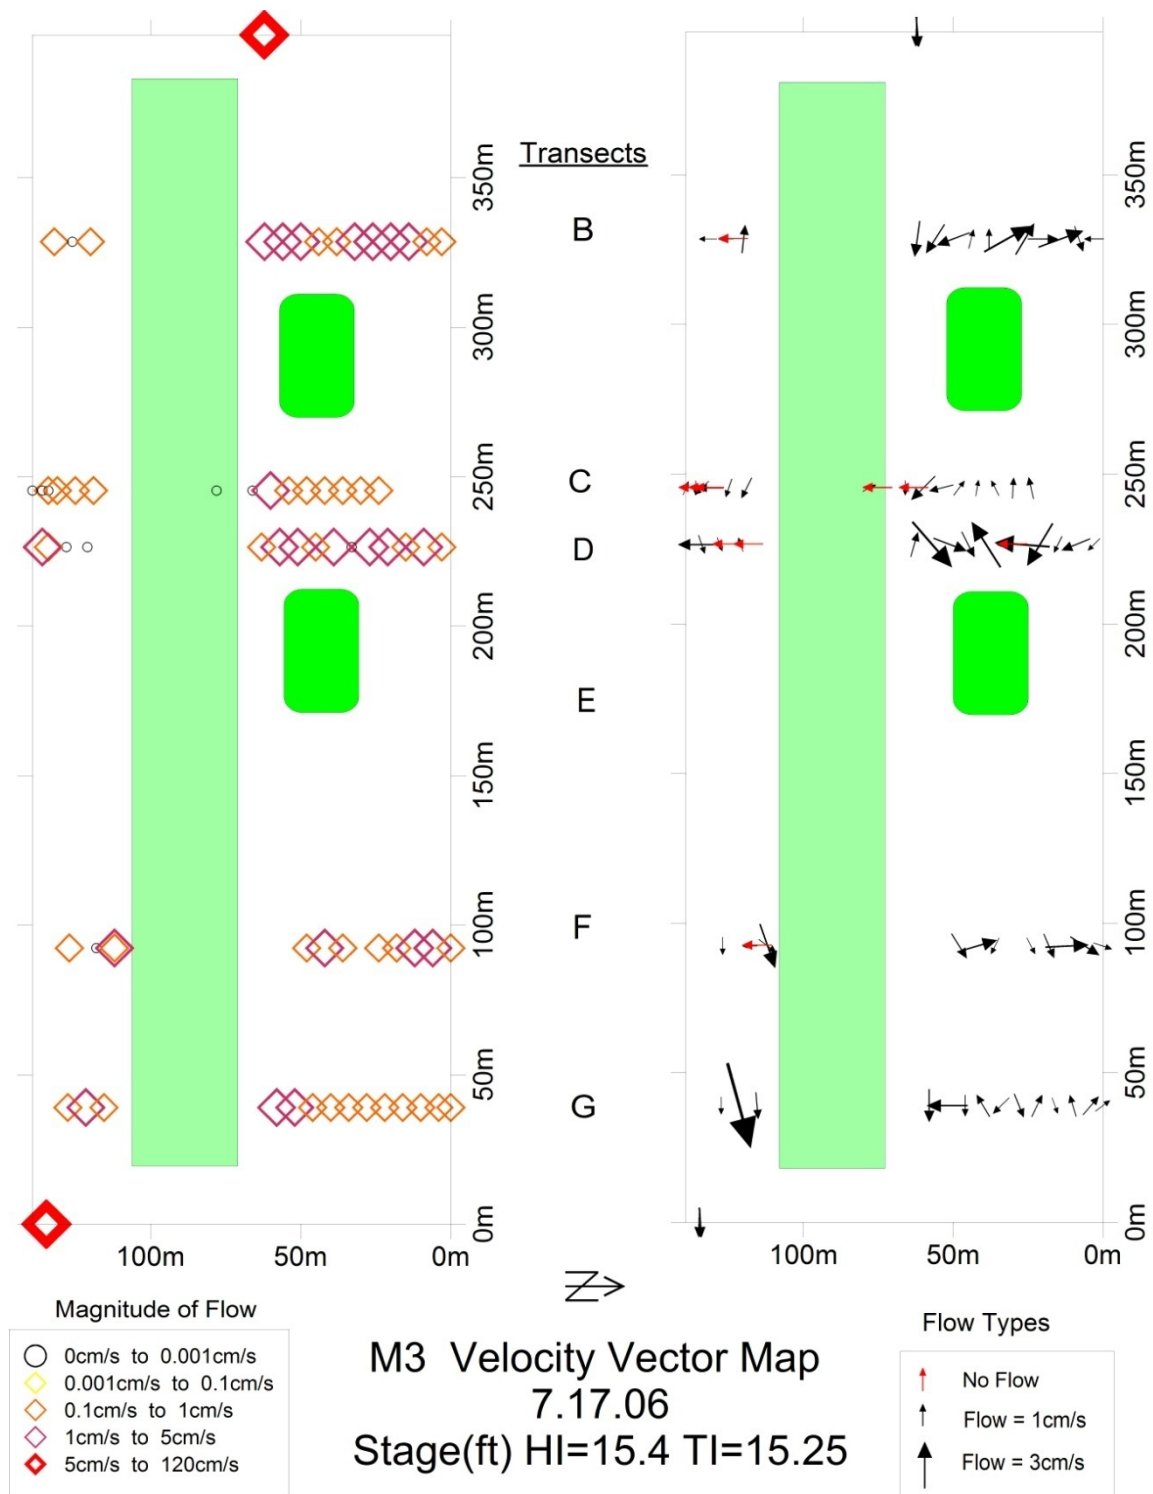 Transects
B
C
D
E
F
G
350m
300m
250m
200m
150m
100m
50m
0m
100m 50m 0m
350m
300m
250m
200m
150m
100m
50m
0m
100m 50m 0m
Z
Magnitude of Flow
0cm/s to 0.001cm/s
0.001cm/s to 0.1cm/s
0.1cm/s to 1cm/s
1cm/s to 5cm/s
5cm/s to 120cm/s
M3 Velocity Vector Map
7.17.06
Stage(ft) HI=15.4 TI=15.25
Flow Types
No Flow
Flow = 1cm/s
Flow = 3cm/s